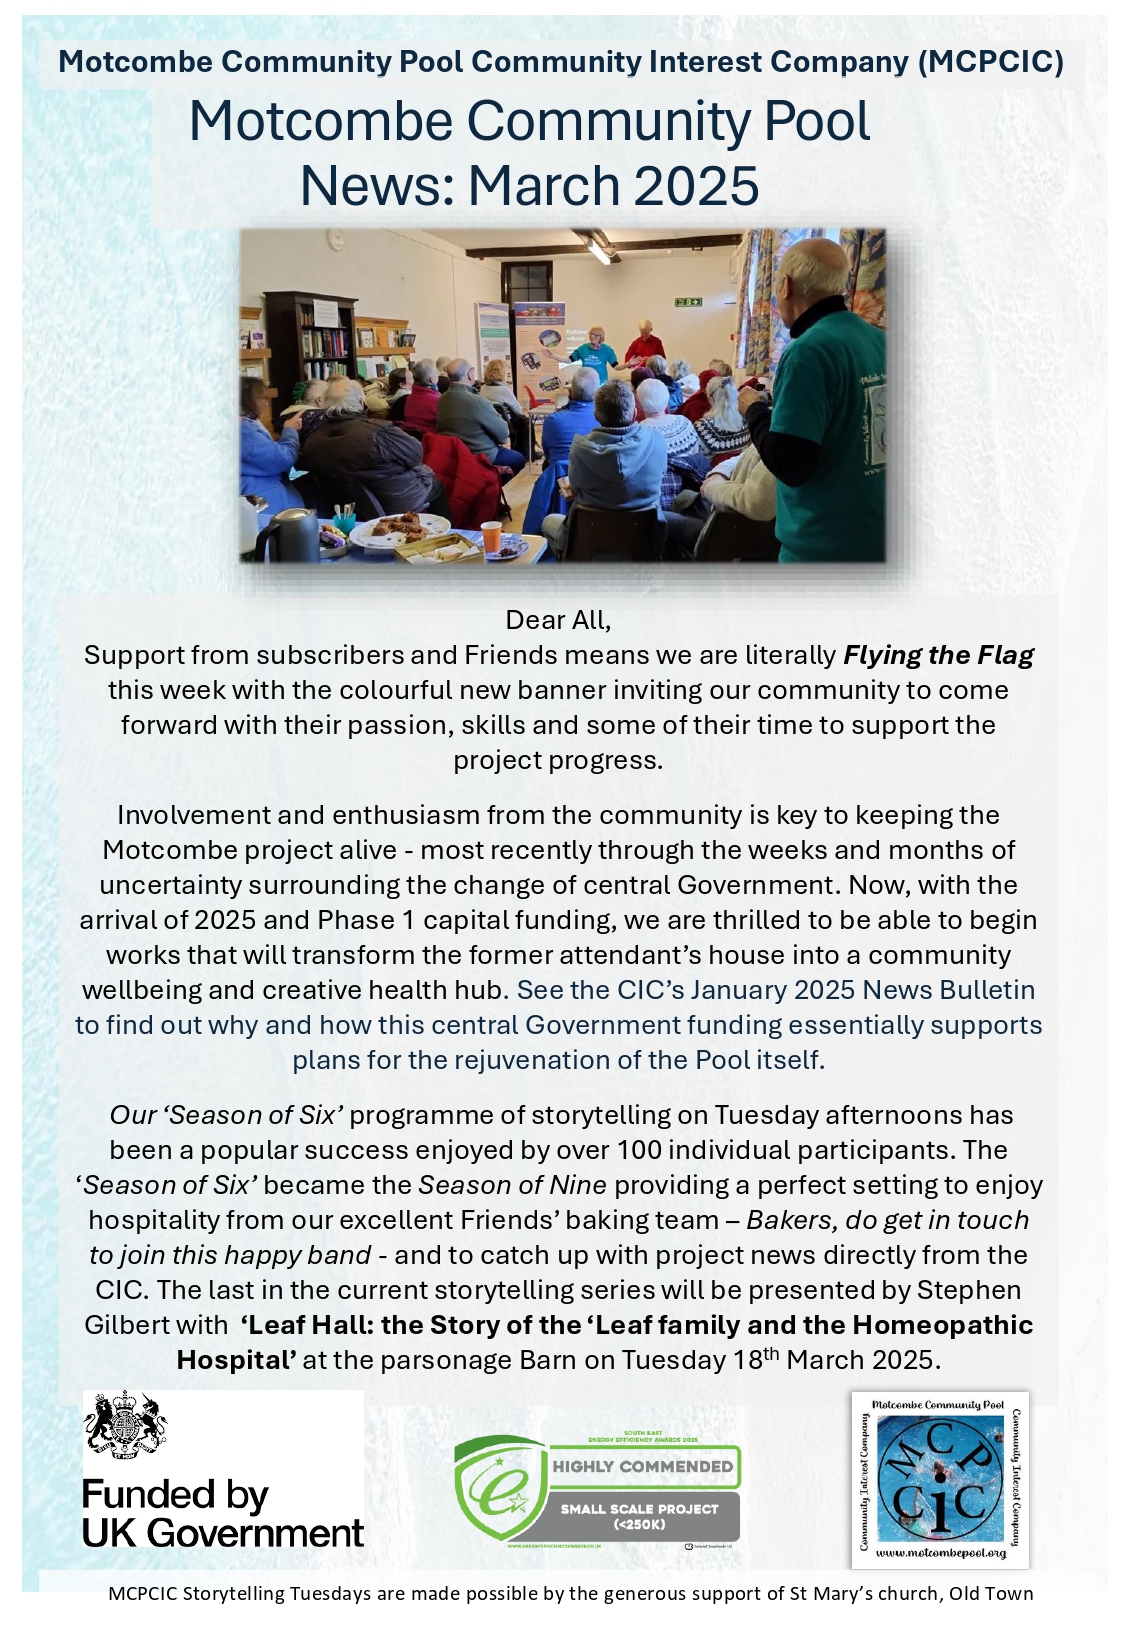 Motcombe Community Pool Community Interest Company (MCPCIC)
Motcombe Community Pool
News: March 2025
Dear All,
Support from subscribers and Friends means we are literally Flying the Flag
this week with the colourful new banner inviting our community to come
forward with their passion, skills and some of their time to support the
project progress.
Involvement and enthusiasm from the community is key to keeping the
Motcombe project alive - most recently through the weeks and months of
uncertainty surrounding the change of central Government. Now, with the
arrival of 2025 and Phase 1 capital funding, we are thrilled to be able to begin
works that will transform the former attendant’s house into a community
wellbeing and creative health hub. See the CIC’s January 2025 News Bulletin
to find out why and how this central Government funding essentially supports
plans for the rejuvenation of the Pool itself.
Our ‘Season of Six’ programme of storytelling on Tuesday afternoons has
been a popular success enjoyed by over 100 individual participants. The
‘Season of Six’ became the Season of Nine providing a perfect setting to enjoy
hospitality from our excellent Friends’ baking team – Bakers, do get in touch
to join this happy band - and to catch up with project news directly from the
CIC. The last in the current storytelling series will be presented by Stephen
Gilbert with ‘Leaf Hall: the Story of the ‘Leaf family and the Homeopathic
Hospital’ at the parsonage Barn on Tuesday 18th March 2025.
Funded by
UK Government
SOUTH EAST
ENERGY EFFICIENCY AWARDS 2025
HIGHLY COMMENDED
SMALL SCALE PROJECT
(<250K)
WWW.ENERGYEFFICIENCYAWARDS.CO.UK
Motcombe Community Pool
Community Interest Company
MCP
CiC
Community Interest Company
www.motcombepool.org
MCPCIC Storytelling Tuesdays are made possible by the generous support of St Mary’s church, Old Town